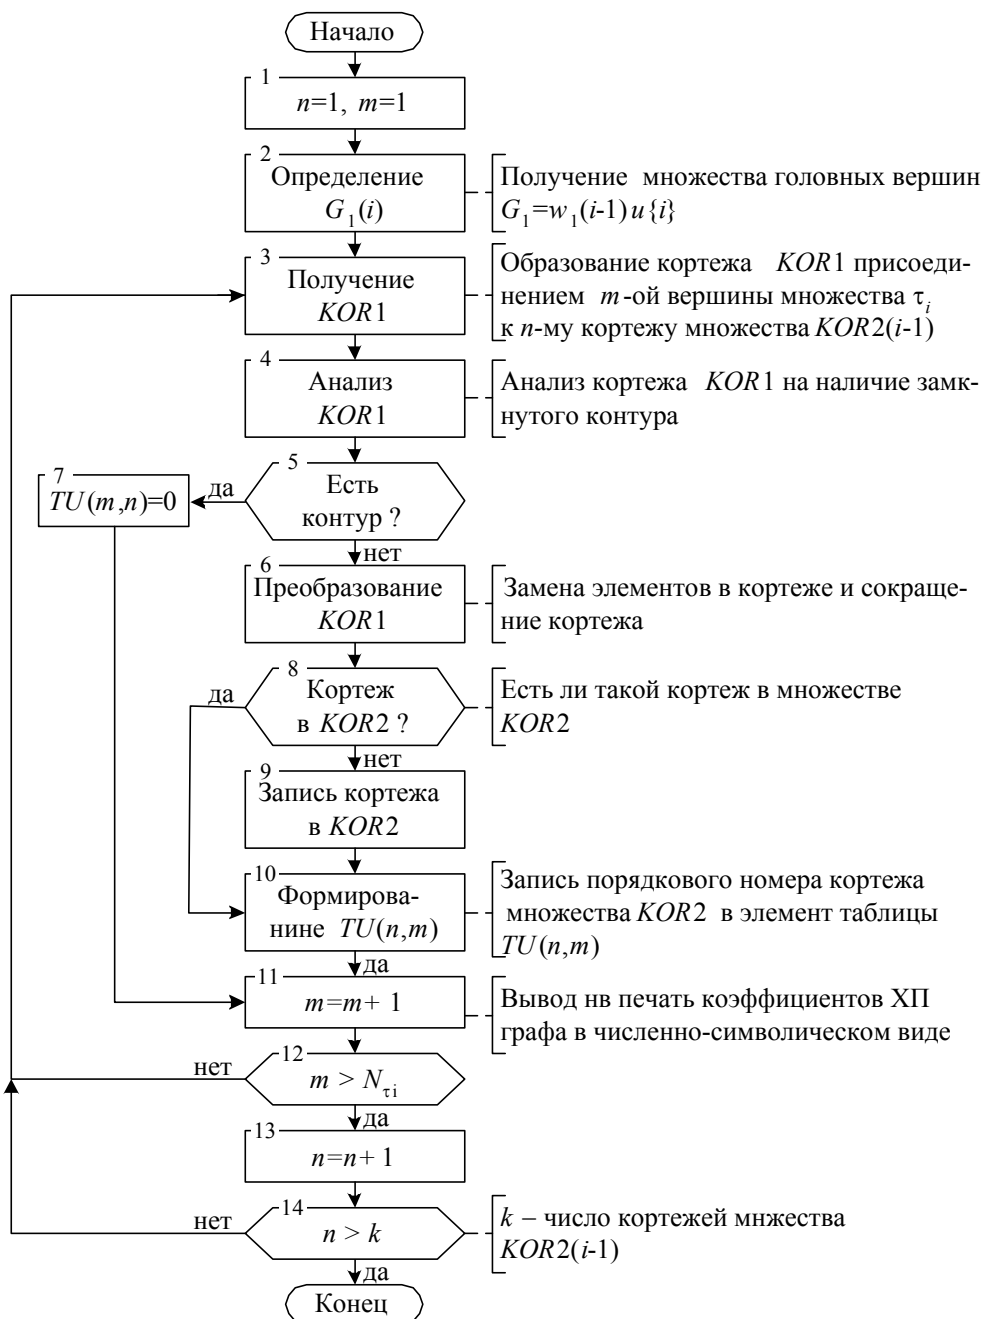 Начало
1
n=1, m=1
2
Определение
G₁(i)
Получение множества головных вершин
G₁=w₁(i-1)u{i}
3
Получение
KOR1
Образование кортежа KOR1 присоеди-
нением m-ой вершины множества τᵢ
к n-му кортежу множества KOR2(i-1)
4
Анализ
KOR1
Анализ кортежа KOR1 на наличие замк-
нутого контура
5
Есть
контур ?
да
нет
7
TU(m,n)=0
6
Преобразование
KOR1
Замена элементов в кортеже и сокраще-
ние кортежа
8
Кортеж
в KOR2 ?
да
нет
Есть ли такой кортеж в множестве
KOR2
9
Запись кортежа
в KOR2
10
Формирова-
нине TU(n,m)
да
Запись порядкового номера кортежа
множества KOR2 в элемент таблицы
TU(n,m)
11
m=m+ 1
Вывод нв печать коэффициентов ХП
графа в численно-символическом виде
12
m > Nτi
нет
да
13
n=n+ 1
14
n > k
нет
да
k – число кортежей мнжества
KOR2(i-1)
Конец